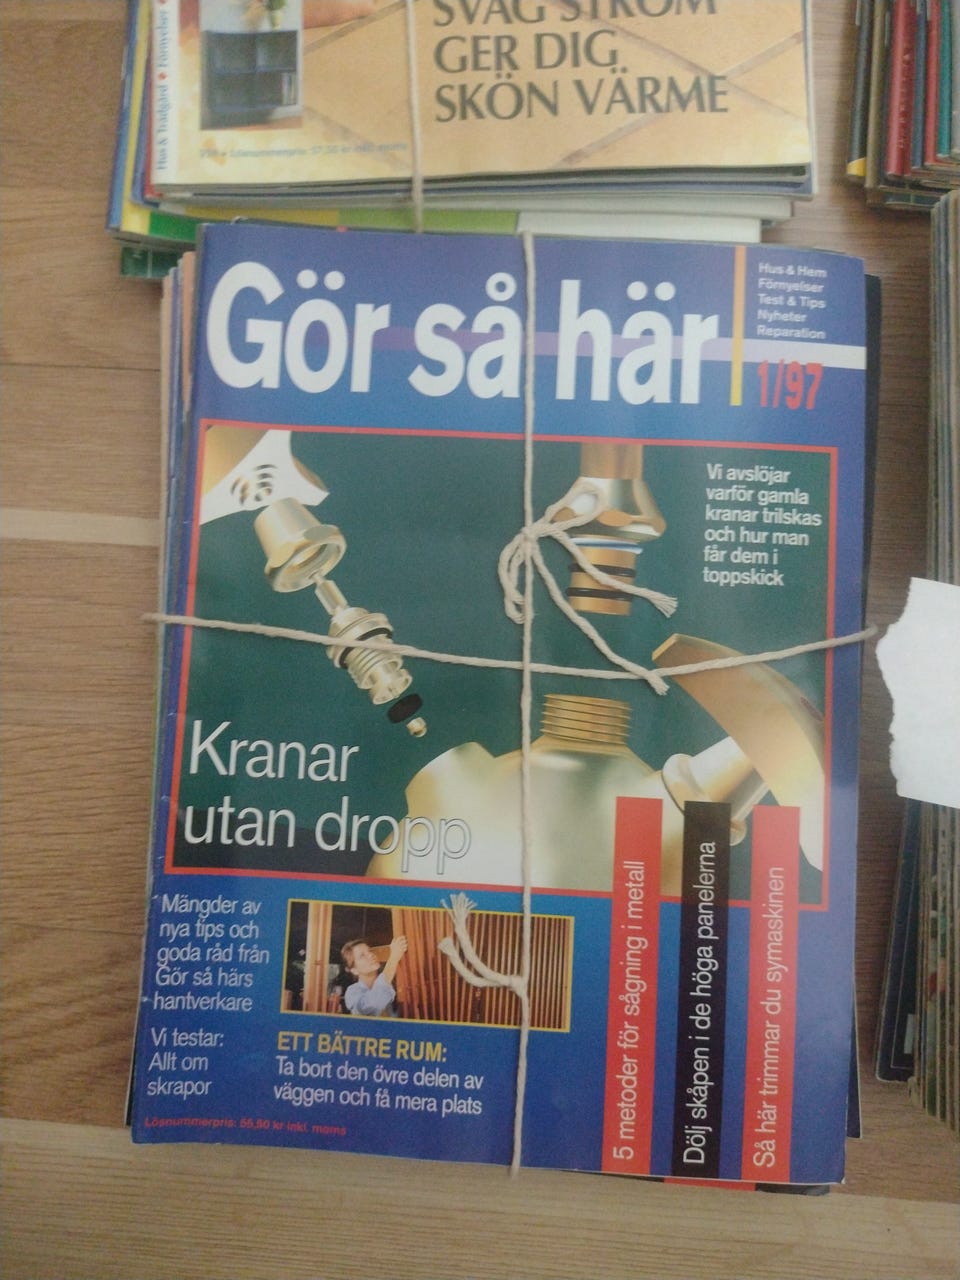 SVAG STRÖM
GER DIG
SKÖN VÄRME
Hus & Trädgård ♦ Förnyelser
Gör så här
Hus & Hem
Förnyelser
Test & Tips
Nyheter
Reparation
1/97
Vi avslöjar
varför gamla
kranar trilskas
och hur man
får dem i
toppskick
Kranar
utan dropp
Mängder av
nya tips och
goda råd från
Gör så härs
hantverkare
Vi testar:
Allt om
skrapor
ETT BÄTTRE RUM:
Ta bort den övre delen av
väggen och få mera plats
5 metoder för sågning i metall
Dölj skåpen i de höga panelerna
Så här trimmar du symaskinen
Lösnummerpris: 55,50 kr inkl. moms